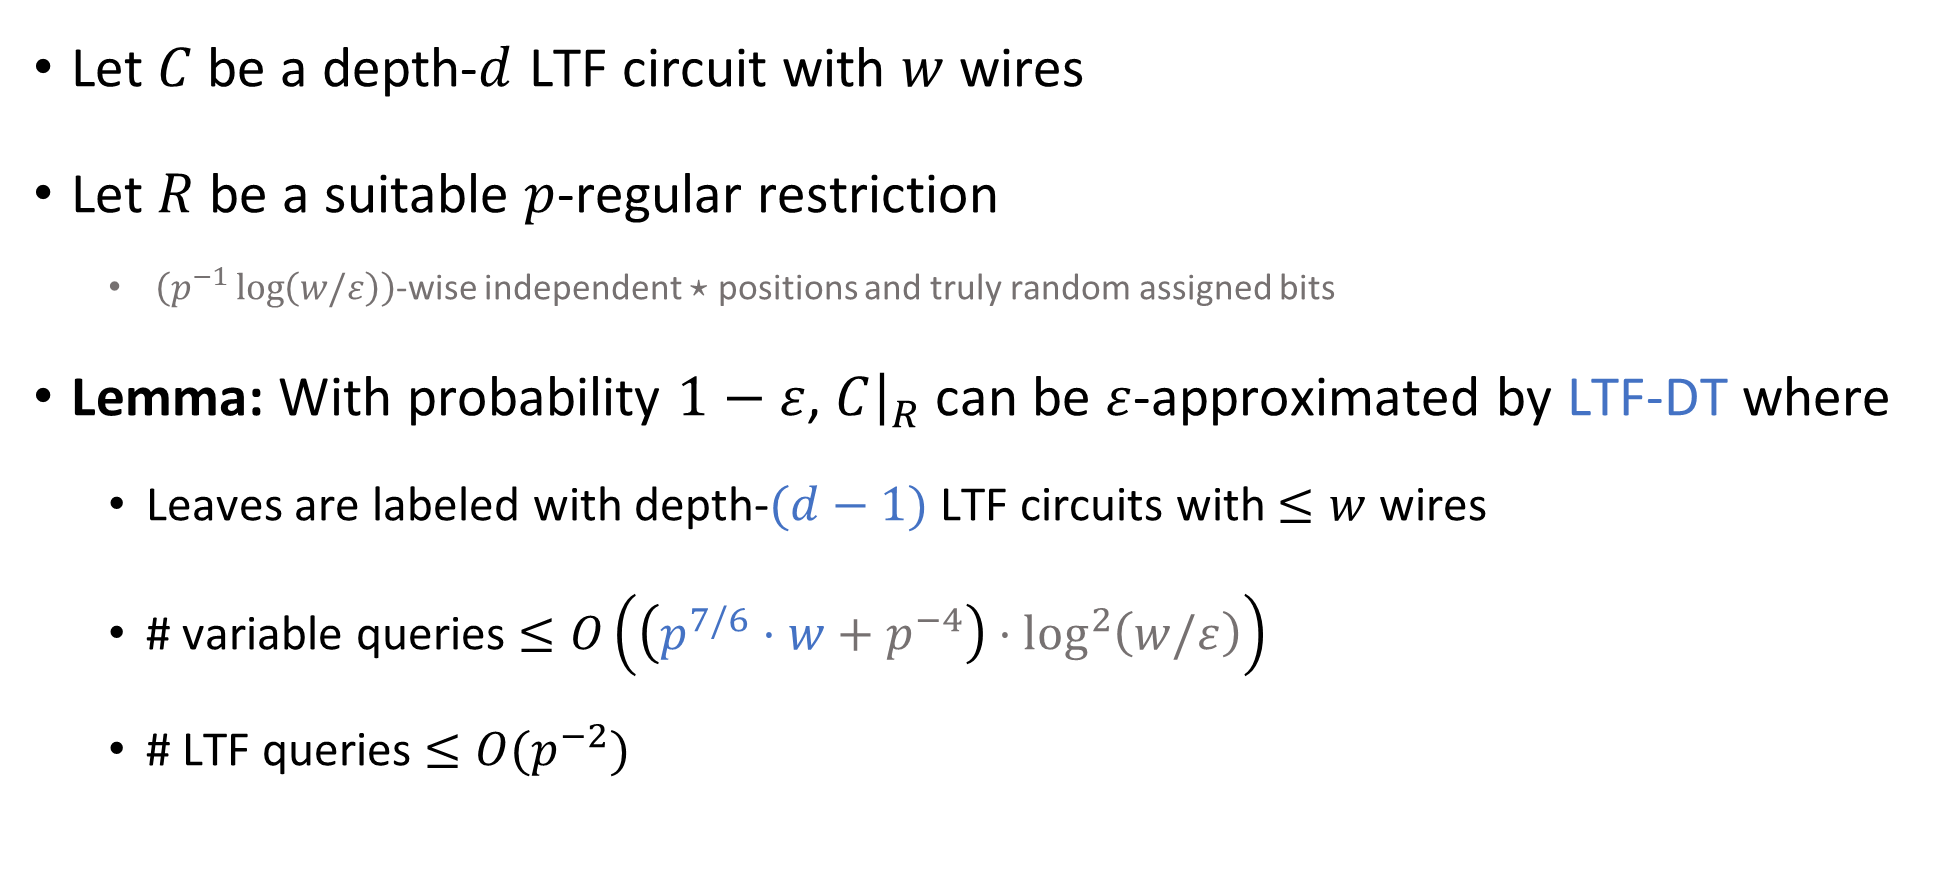 • Let C be a depth-d LTF circuit with w wires
• Let R be a suitable p-regular restriction
• (p⁻¹ log(w/ε))-wise independent ⋆ positions and truly random assigned bits
• Lemma: With probability 1 − ε, C|_R can be ε-approximated by LTF-DT where
• Leaves are labeled with depth-(d − 1) LTF circuits with ≤ w wires
• # variable queries ≤ O((p^{7/6} · w + p⁻⁴) · log²(w/ε))
• # LTF queries ≤ O(p⁻²)